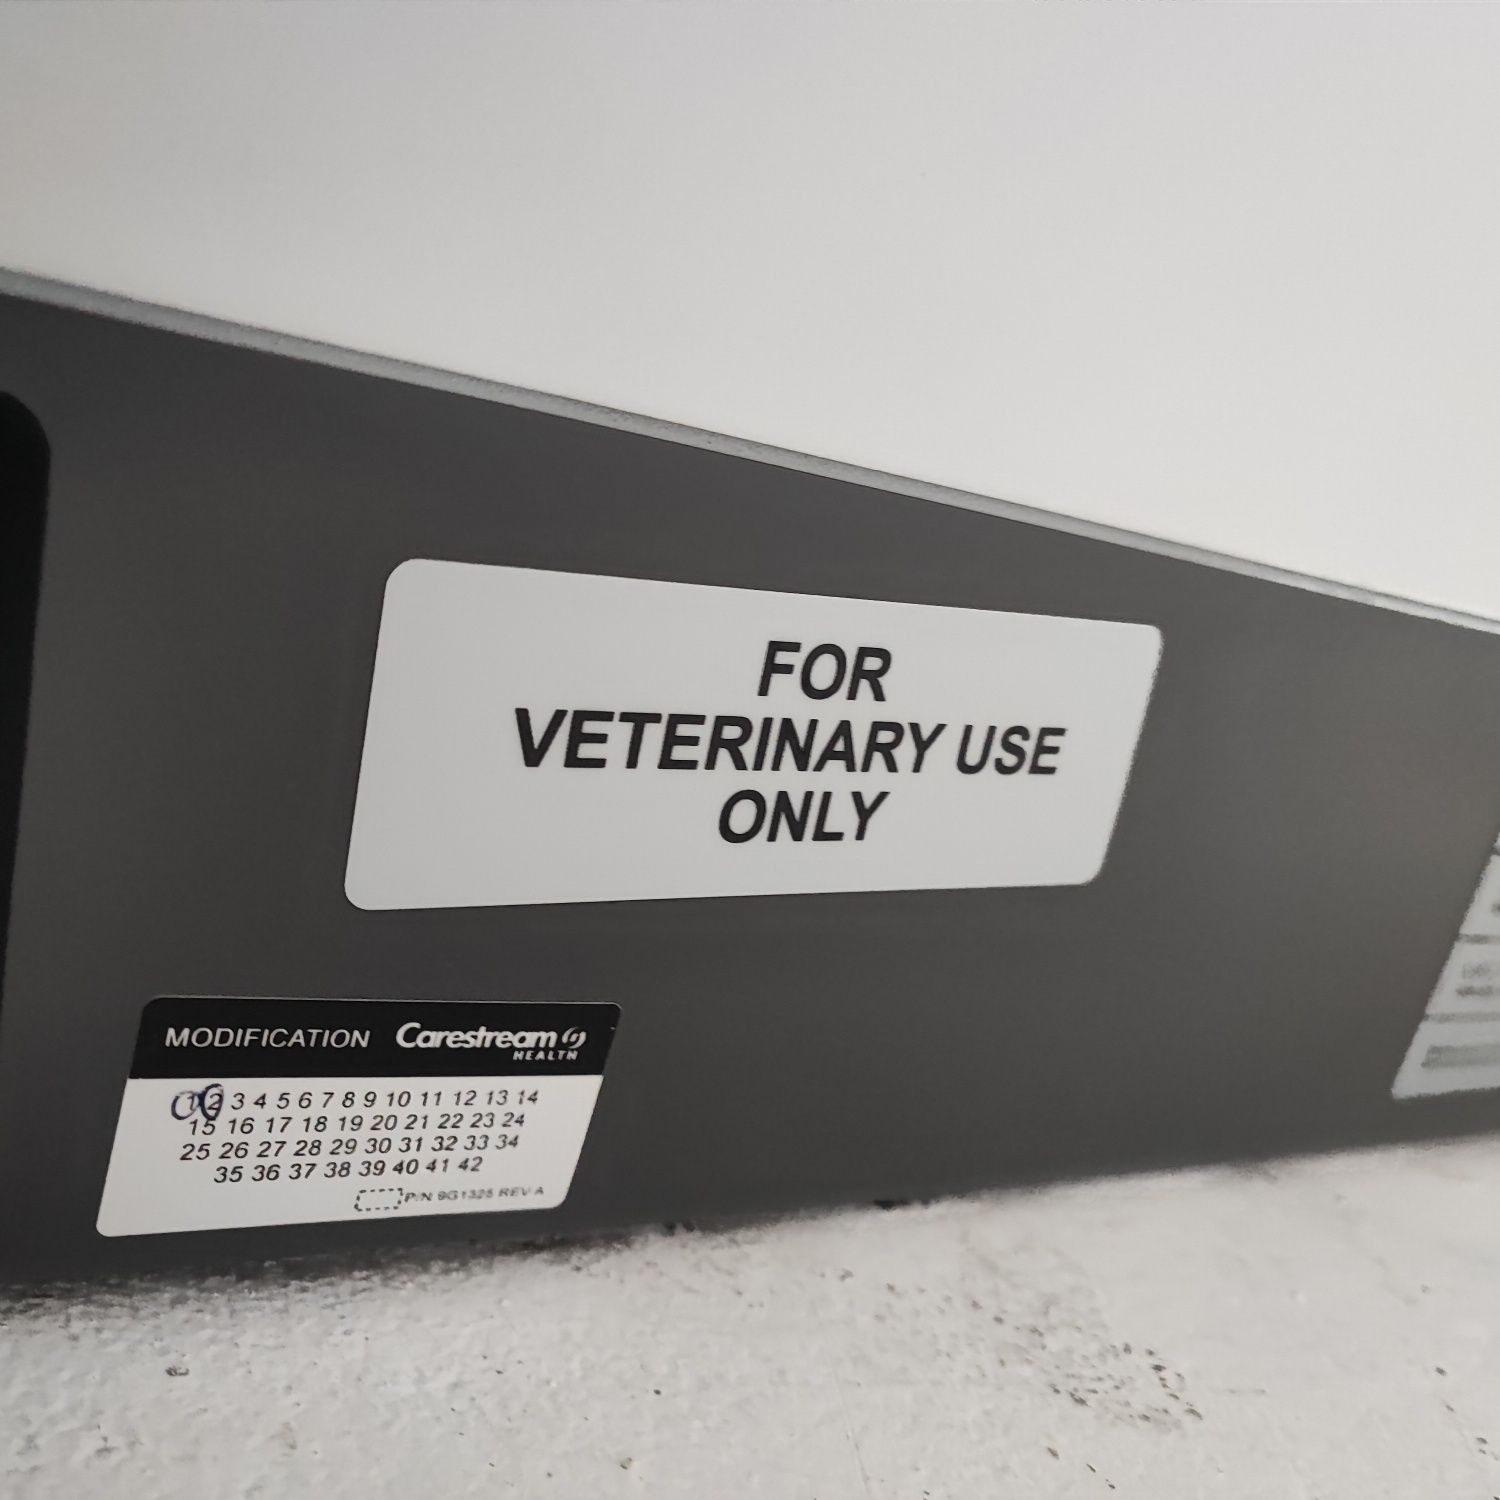 FOR
VETERINARY USE
ONLY
MODIFICATION Carestream
HEALTH
1 2 3 4 5 6 7 8 9 10 11 12 13 14
15 16 17 18 19 20 21 22 23 24
25 26 27 28 29 30 31 32 33 34
35 36 37 38 39 40 41 42
P/N 9G1325 REV A